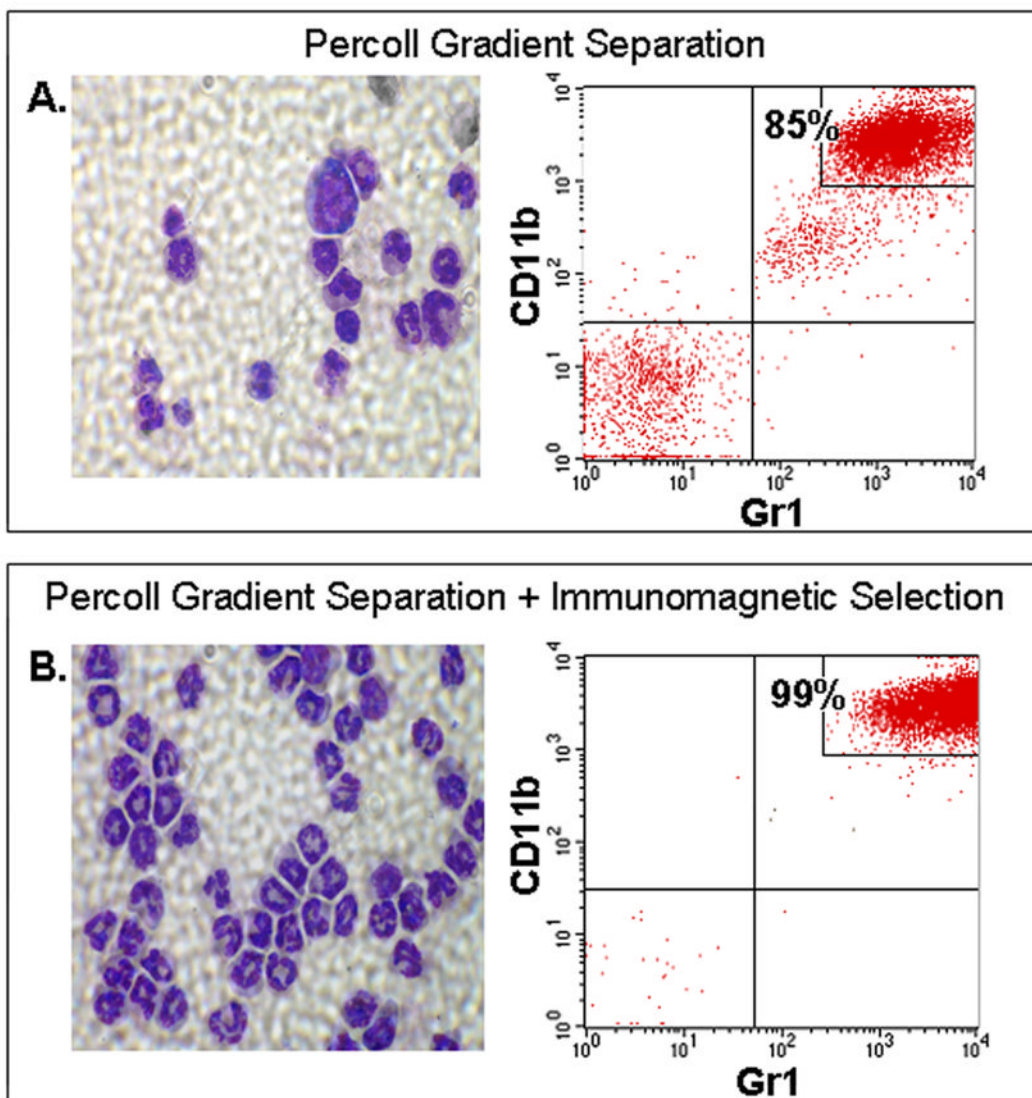 Percoll Gradient Separation
A.
85%
CD11b
10^4
10^3
10^2
10^1
10^0
10^0 10^1 10^2 10^3 10^4
Gr1
Percoll Gradient Separation + Immunomagnetic Selection
B.
99%
CD11b
10^4
10^3
10^2
10^1
10^0
10^0 10^1 10^2 10^3 10^4
Gr1